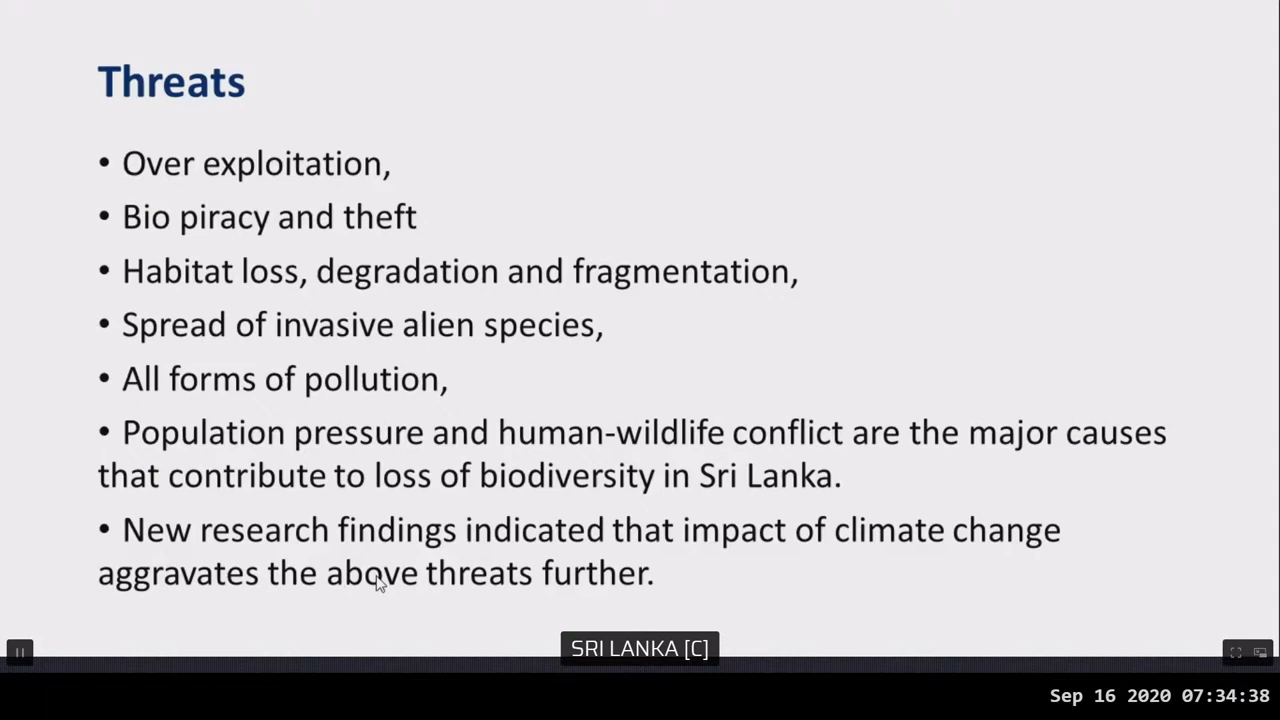 Threats
• Over exploitation,
• Bio piracy and theft
• Habitat loss, degradation and fragmentation,
• Spread of invasive alien species,
• All forms of pollution,
• Population pressure and human-wildlife conflict are the major causes
that contribute to loss of biodiversity in Sri Lanka.
• New research findings indicated that impact of climate change
aggravates the above threats further.
SRI LANKA [C]
Sep 16 2020 07:34:38